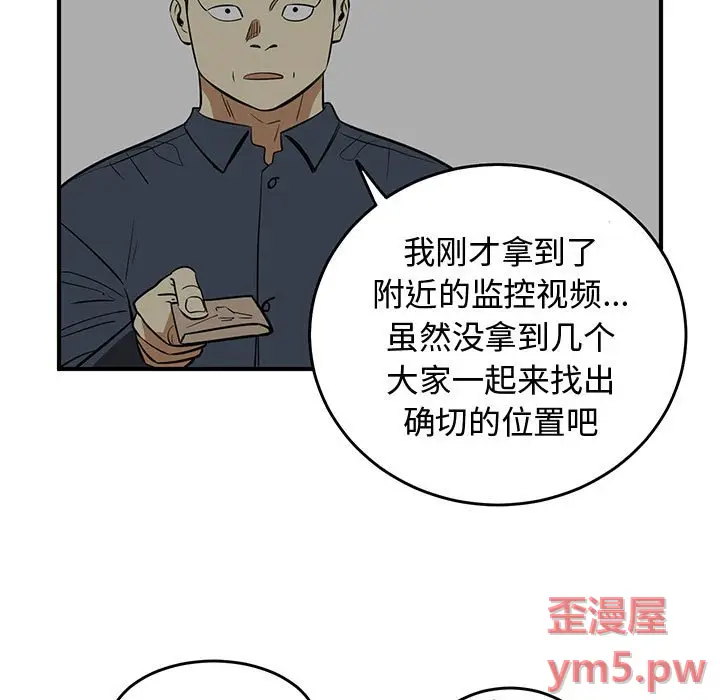 我刚才拿到了
附近的监控视频...
虽然没拿到几个
大家一起来找出
确切的位置吧
歪漫屋
ym5.pw